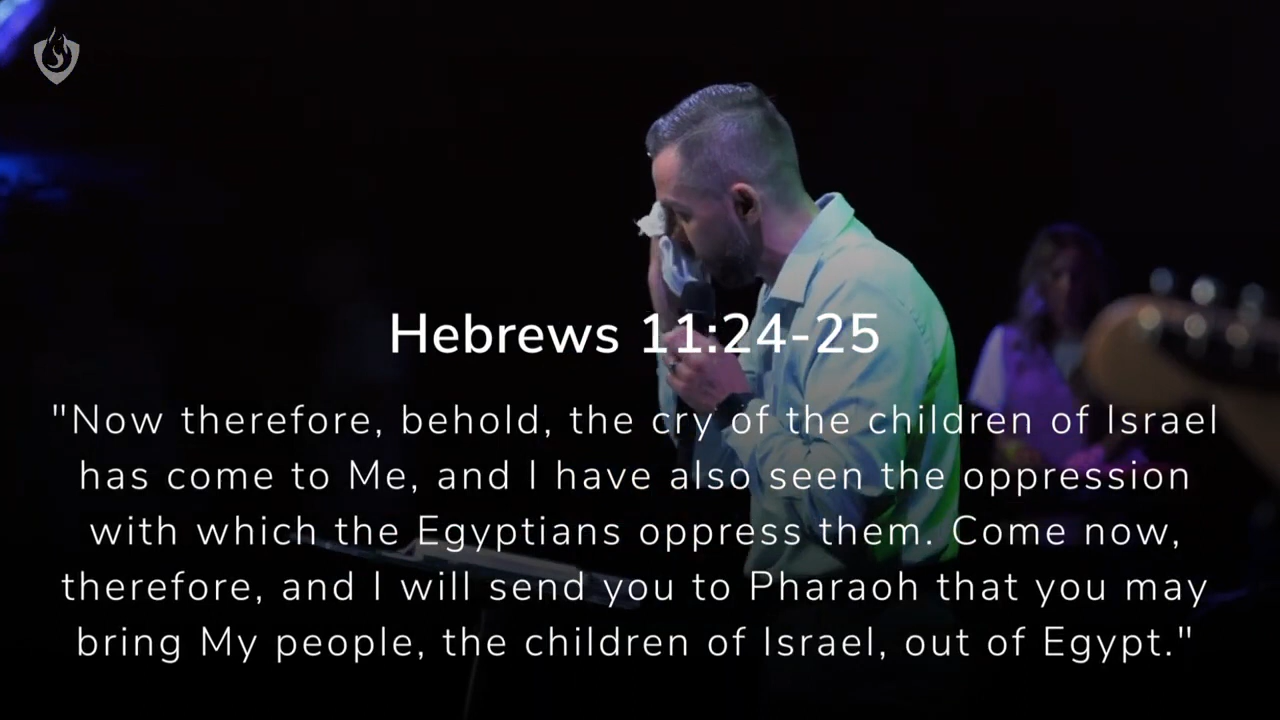 Hebrews 11:24-25
"Now therefore, behold, the cry of the children of Israel
has come to Me, and I have also seen the oppression
with which the Egyptians oppress them. Come now,
therefore, and I will send you to Pharaoh that you may
bring My people, the children of Israel, out of Egypt."